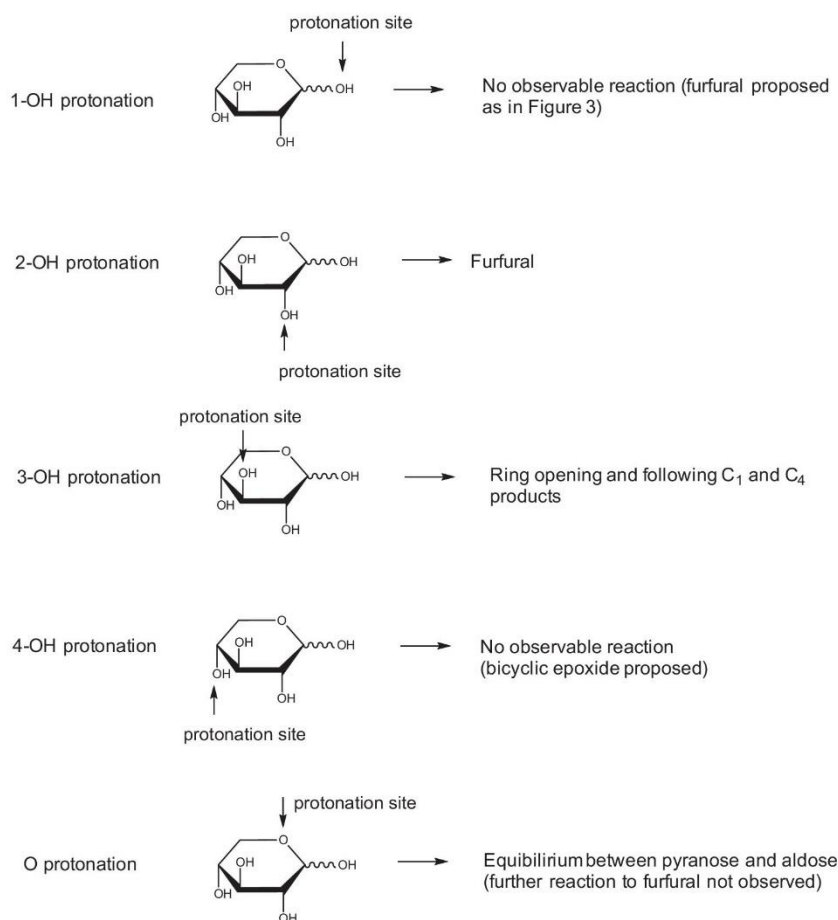 protonation site
O
1-OH protonation
OH
OH
OH
OH
No observable reaction (furfural proposed
as in Figure 3)
O
2-OH protonation
OH
OH
OH
OH
Furfural
protonation site
protonation site
O
3-OH protonation
OH
OH
OH
OH
Ring opening and following C₁ and C₄
products
O
4-OH protonation
OH
OH
OH
OH
No observable reaction
(bicyclic epoxide proposed)
protonation site
protonation site
O
O protonation
OH
OH
OH
OH
Equibilirium between pyranose and aldose
(further reaction to furfural not observed)